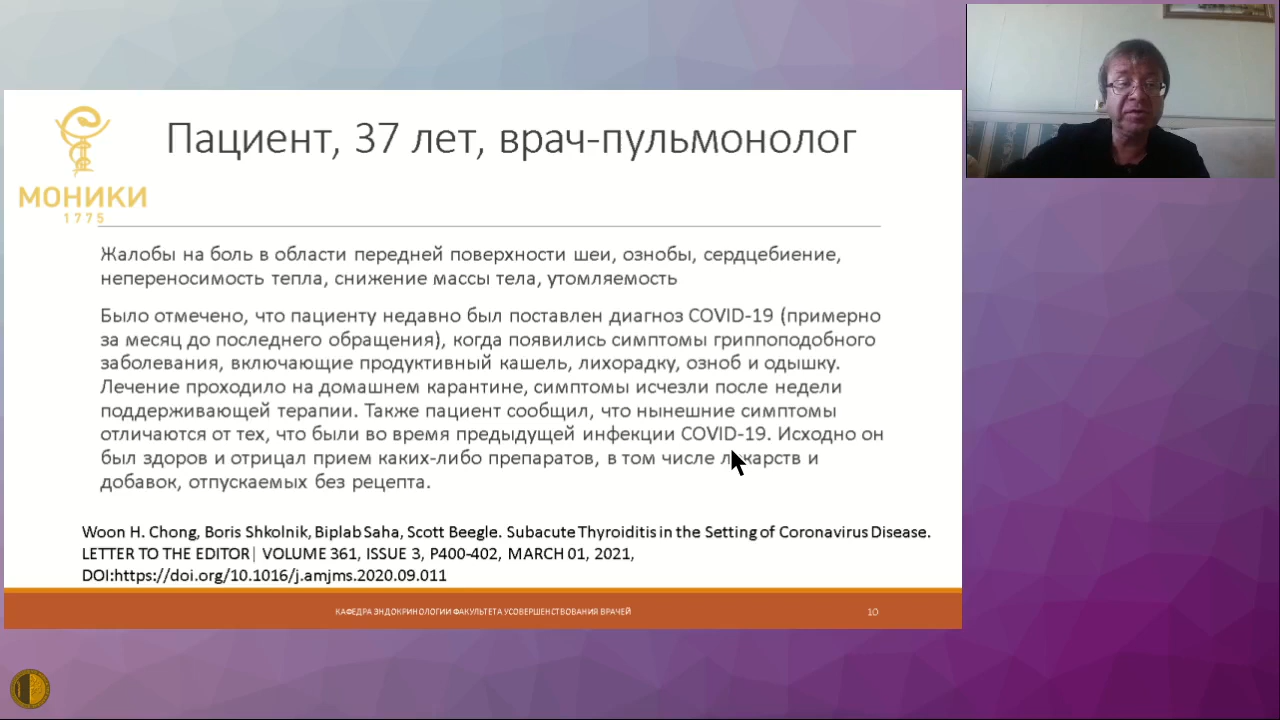 Пациент, 37 лет, врач-пульмонолог
МОНИКИ
1775
Жалобы на боль в области передней поверхности шеи, ознобы, сердцебиение,
непереносимость тепла, снижение массы тела, утомляемость
Было отмечено, что пациенту недавно был поставлен диагноз COVID-19 (примерно
за месяц до последнего обращения), когда появились симптомы гриппоподобного
заболевания, включающие продуктивный кашель, лихорадку, озноб и одышку.
Лечение проходило на домашнем карантине, симптомы исчезли после недели
поддерживающей терапии. Также пациент сообщил, что нынешние симптомы
отличаются от тех, что были во время предыдущей инфекции COVID-19. Исходно он
был здоров и отрицал прием каких-либо препаратов, в том числе лекарств и
добавок, отпускаемых без рецепта.
Woon H. Chong, Boris Shkolnik, Biplab Saha, Scott Beegle. Subacute Thyroiditis in the Setting of Coronavirus Disease.
LETTER TO THE EDITOR| VOLUME 361, ISSUE 3, P400-402, MARCH 01, 2021,
DOI:https://doi.org/10.1016/j.amjms.2020.09.011
КАФЕДРА ЭНДОКРИНОЛОГИИ ФАКУЛЬТЕТА УСОВЕРШЕНСТВОВАНИЯ ВРАЧЕЙ
10